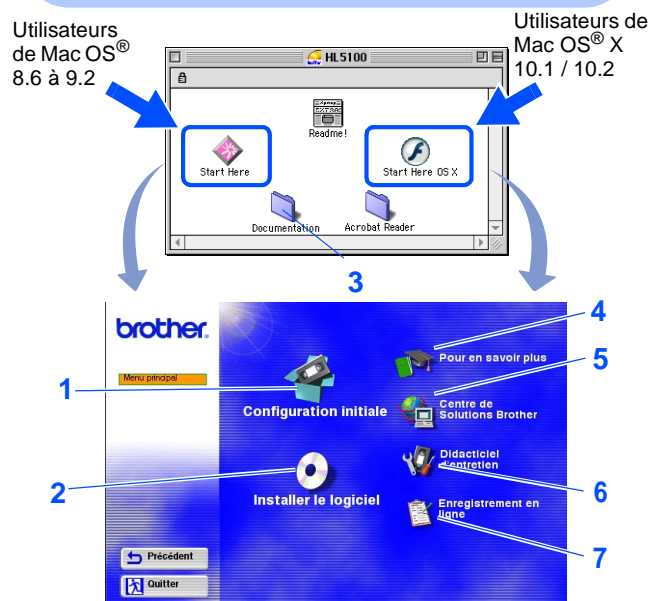 Utilisateurs
de Mac OS®
8.6 à 9.2
Utilisateurs de
Mac OS® X
10.1 / 10.2
HL5100
Readme!
Start Here
Start Here OS X
Documentation
Acrobat Reader
3
brother.
Menu principal
1
Configuration initiale
2
Installer le logiciel
4
Pour en savoir plus
5
Centre de
Solutions Brother
Didacticiel
d'entretien
6
Enregistrement en
ligne
7
Précédent
Quitter